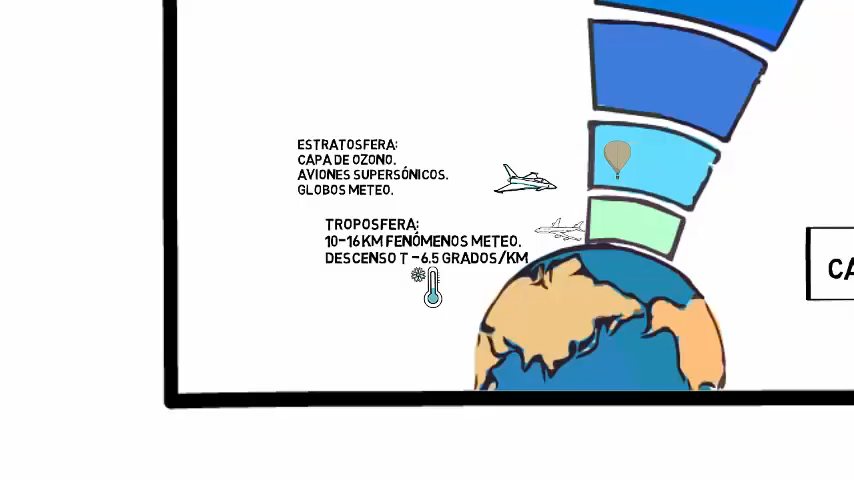 ESTRATOSFERA:
CAPA DE OZONO.
AVIONES SUPERSÓNICOS.
GLOBOS METEO.
TROPOSFERA:
10-16 KM FENÓMENOS METEO.
DESCENSO T -6.5 GRADOS/KM
CA